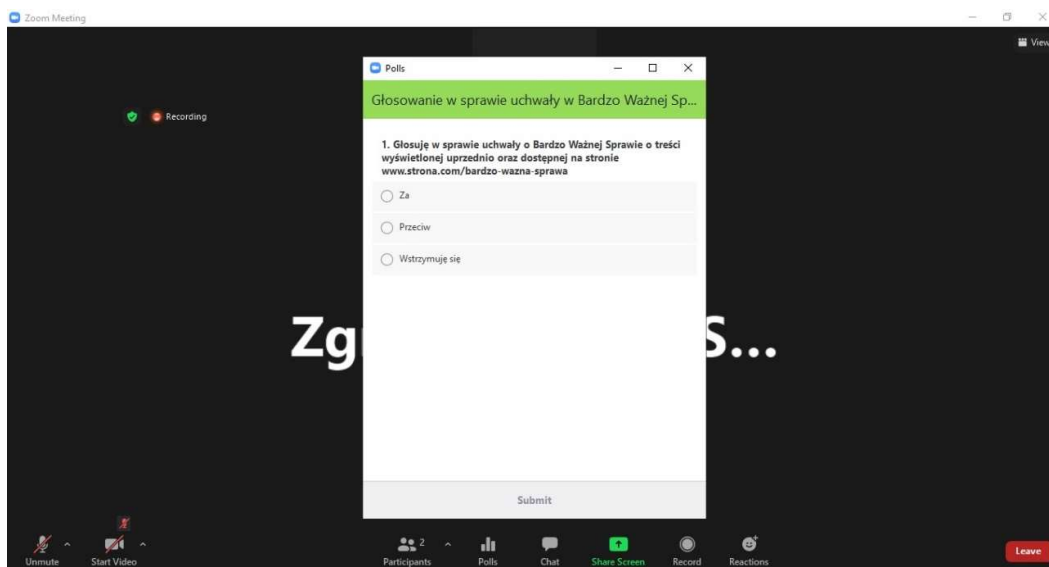 Zoom Meeting
View
Polls
Głosowanie w sprawie uchwały w Bardzo Ważnej Sp...
Recording
1. Głosuję w sprawie uchwały o Bardzo Ważnej Sprawie o treści
wyświetlonej uprzednio oraz dostępnej na stronie
www.strona.com/bardzo-wazna-sprawa
Za
Przeciw
Wstrzymuję się
Zg
S...
Submit
2
Unmute
Start Video
Participants
Polls
Chat
Share Screen
Record
Reactions
Leave